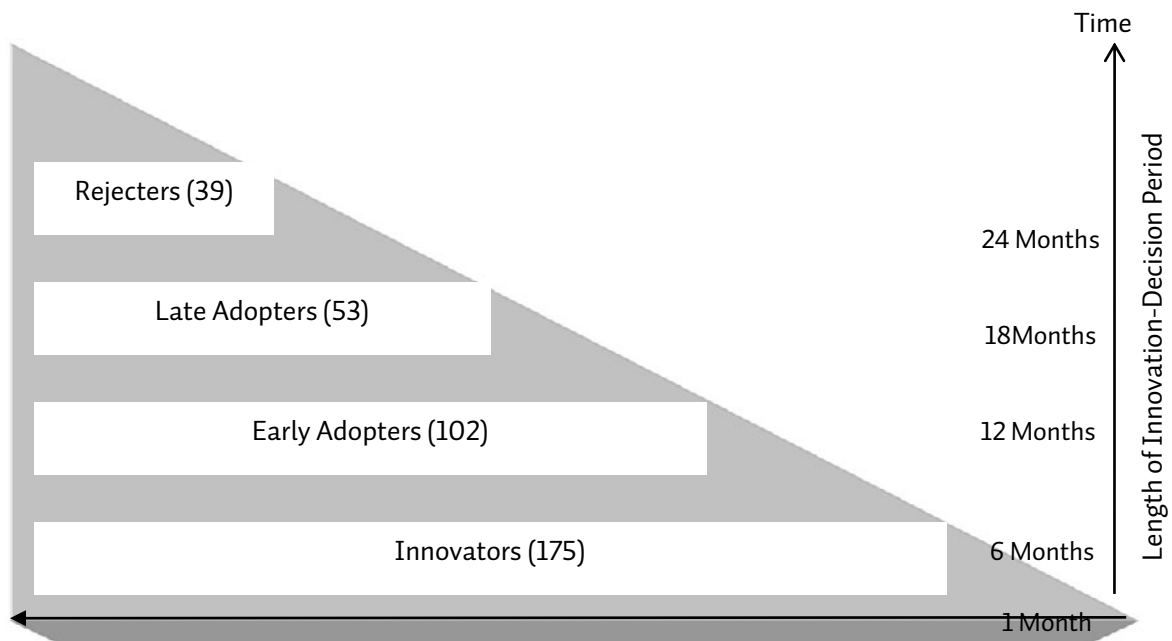 Time
Rejecters (39)
24 Months
Late Adopters (53)
18Months
Early Adopters (102)
12 Months
Innovators (175)
6 Months
1 Month
Length of Innovation-Decision Period